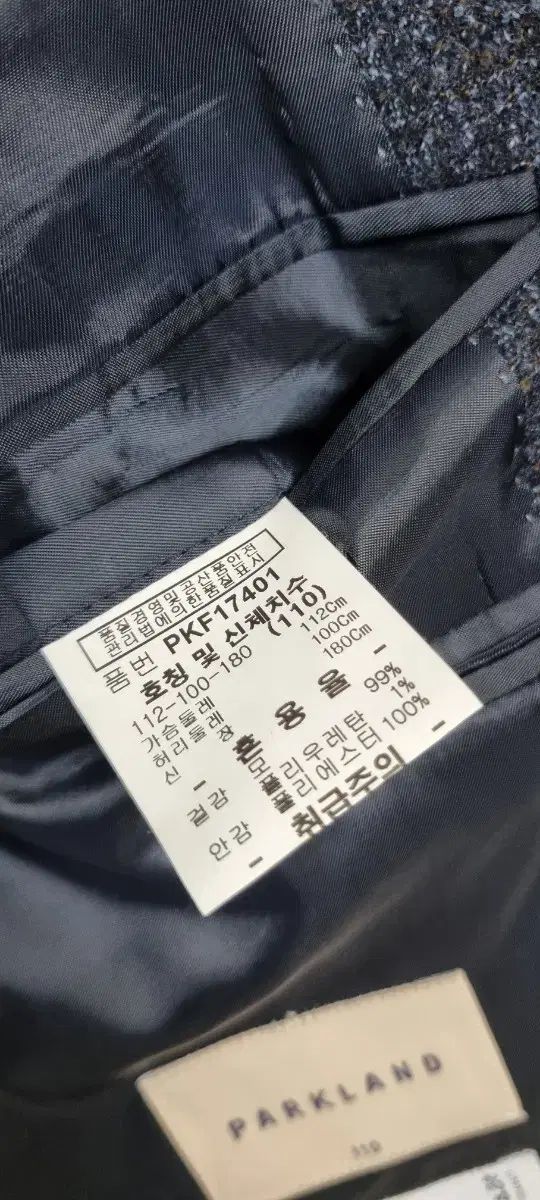 품질경영및공산품안전
관리법에의한품질표시
품 번 PKF17401
호칭 및 신체치수
112-100-180 (110)
가슴둘레 112Cm
허리둘레 100Cm
신 장 180Cm
- 혼 용 율 -
겉감 모 99%
폴리우레탄 1%
안감 폴리에스터 100%
- 취급주의 -
PARKLAND
110